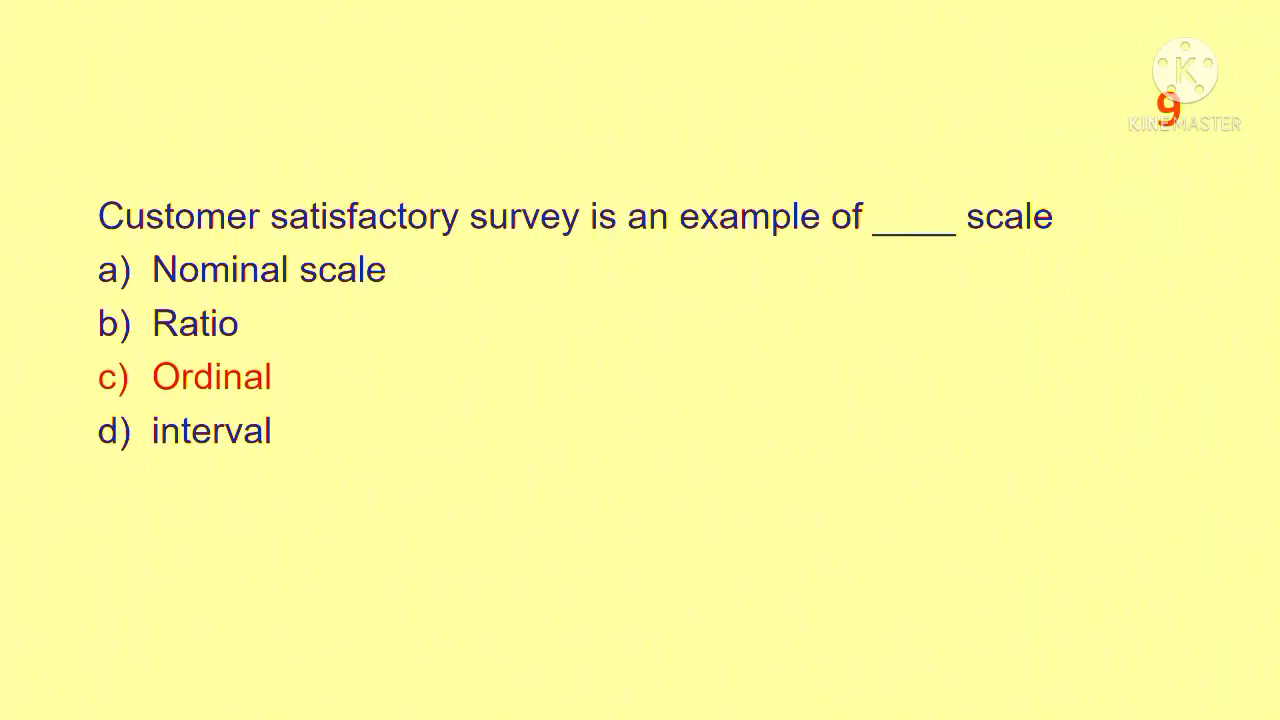 K
9
KINEMASTER
Customer satisfactory survey is an example of ____ scale
a) Nominal scale
b) Ratio
c) Ordinal
d) interval